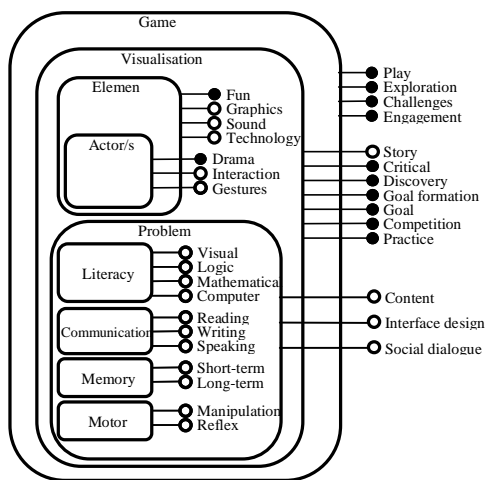 Game
Visualisation
Elemen
Fun
Graphics
Sound
Technology
Actor/s
Drama
Interaction
Gestures
Play
Exploration
Challenges
Engagement
Story
Critical
Discovery
Goal formation
Goal
Competition
Practice
Problem
Literacy
Visual
Logic
Mathematica
Computer
Communication
Reading
Writing
Speaking
Memory
Short-term
Long-term
Motor
Manipulation
Reflex
Content
Interface design
Social dialogue